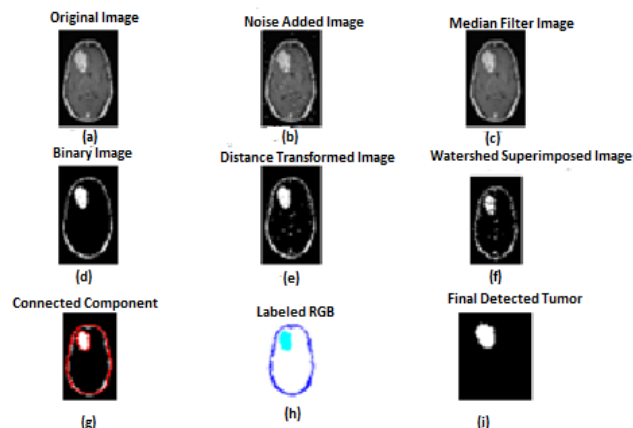 Original Image
Noise Added Image
Median Filter Image
(a)
(b)
(c)
Binary Image
Distance Transformed Image
Watershed Superimposed Image
(d)
(e)
(f)
Connected Component
Labeled RGB
Final Detected Tumor
(g)
(h)
(i)